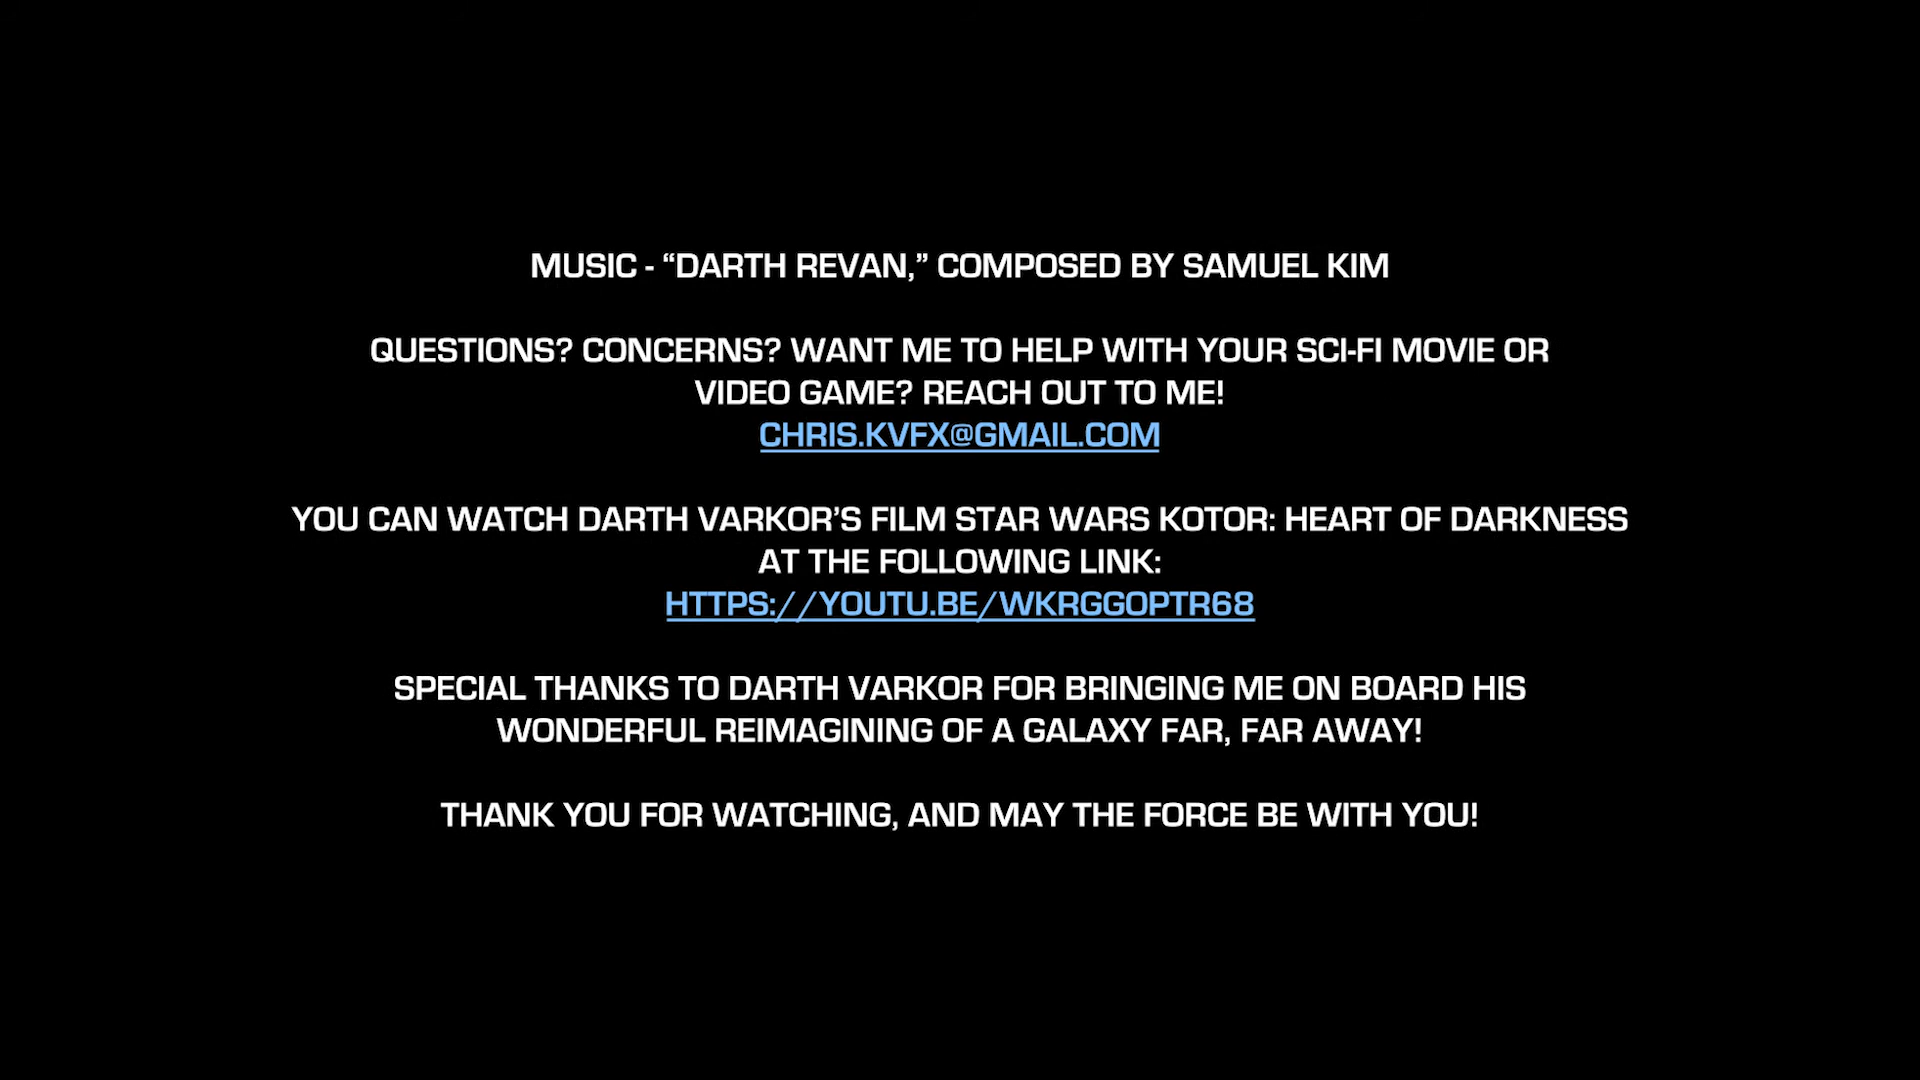 MUSIC - “DARTH REVAN,” COMPOSED BY SAMUEL KIM
QUESTIONS? CONCERNS? WANT ME TO HELP WITH YOUR SCI-FI MOVIE OR
VIDEO GAME? REACH OUT TO ME!
CHRIS.KVFX@GMAIL.COM
YOU CAN WATCH DARTH VARKOR’S FILM STAR WARS KOTOR: HEART OF DARKNESS
AT THE FOLLOWING LINK:
HTTPS://YOUTU.BE/WKRGGOPTR68
SPECIAL THANKS TO DARTH VARKOR FOR BRINGING ME ON BOARD HIS
WONDERFUL REIMAGINING OF A GALAXY FAR, FAR AWAY!
THANK YOU FOR WATCHING, AND MAY THE FORCE BE WITH YOU!